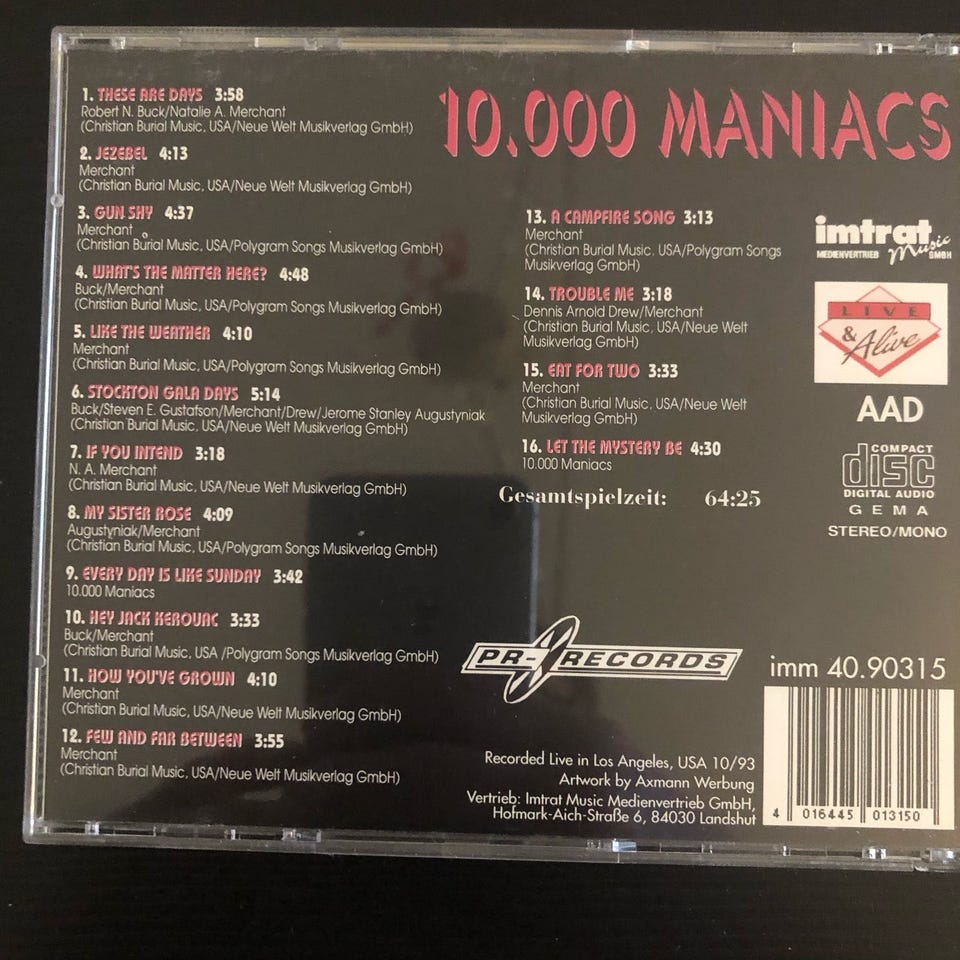 10.000 MANIACS
1. THESE ARE DAYS 3:58
Robert N. Buck/Natalie A. Merchant
(Christian Burial Music, USA/Neue Welt Musikverlag GmbH)
2. JEZEBEL 4:13
Merchant
(Christian Burial Music, USA/Neue Welt Musikverlag GmbH)
3. GUN SHY 4:37
Merchant
(Christian Burial Music, USA/Polygram Songs Musikverlag GmbH)
4. WHAT'S THE MATTER HERE? 4:48
Buck/Merchant
(Christian Burial Music, USA/Polygram Songs Musikverlag GmbH)
5. LIKE THE WEATHER 4:10
Merchant
(Christian Burial Music, USA/Polygram Songs Musikverlag GmbH)
6. STOCKTON GALA DAYS 5:14
Buck/Steven E. Gustafson/Merchant/Drew/Jerome Stanley Augustyniak
(Christian Burial Music, USA/Neue Welt Musikverlag GmbH)
7. IF YOU INTEND 3:18
N. A. Merchant
(Christian Burial Music, USA/Neue Welt Musikverlag GmbH)
8. MY SISTER ROSE 4:09
Augustyniak/Merchant
(Christian Burial Music, USA/Polygram Songs Musikverlag GmbH)
9. EVERY DAY IS LIKE SUNDAY 3:42
10.000 Maniacs
10. HEY JACK KEROUAC 3:33
Buck/Merchant
(Christian Burial Music, USA /Polygram Songs Musikverlag GmbH)
11. HOW YOU'VE GROWN 4:10
Merchant
(Christian Burial Music, USA/Neue Welt Musikverlag GmbH)
12. FEW AND FAR BETWEEN 3:55
Merchant
(Christian Burial Music, USA/Neue Welt Musikverlag GmbH)
13. A CAMPFIRE SONG 3:13
Merchant
(Christian Burial Music, USA/Polygram Songs
Musikverlag GmbH)
14. TROUBLE ME 3:18
Dennis Arnold Drew/Merchant
(Christian Burial Music, USA/Neue Welt
Musikverlag GmbH)
15. EAT FOR TWO 3:33
Merchant
(Christian Burial Music, USA/Neue Welt
Musikverlag GmbH)
16. LET THE MYSTERY BE 4:30
10.000 Maniacs
Gesamtspielzeit: 64:25
imtrat
MEDIENVERTRIEB Music GMBH
LIVE
& Alive
AAD
COMPACT
disc
DIGITAL AUDIO
GEMA
STEREO/MONO
PR-RECORDS
imm 40.90315
Recorded Live in Los Angeles, USA 10/93
Artwork by Axmann Werbung
Vertrieb: Imtrat Music Medienvertrieb GmbH,
Hofmark-Aich-Straße 6, 84030 Landshut
4 016445 013150